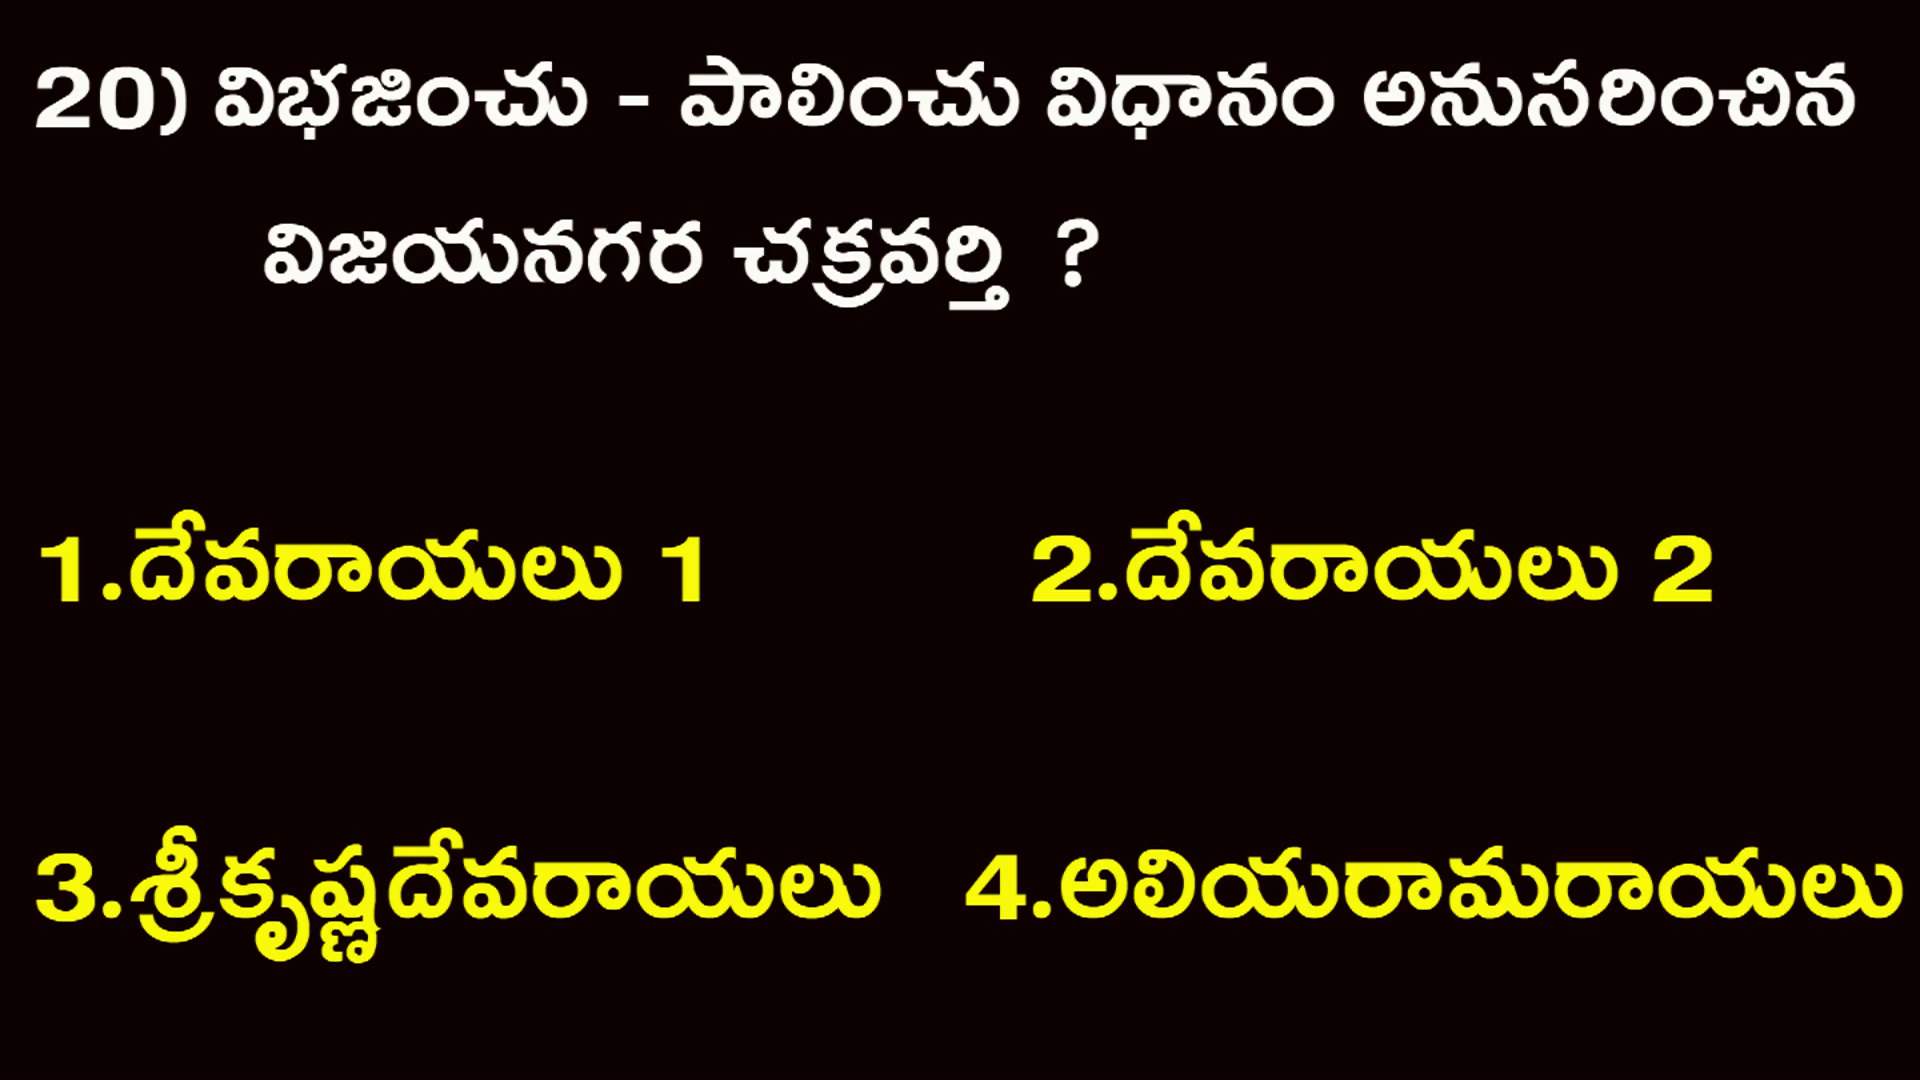 20) విభజించు - పాలించు విధానం అనుసరించిన
విజయనగర చక్రవర్తి ?
1.దేవరాయలు 1 2.దేవరాయలు 2
3.శ్రీకృష్ణదేవరాయలు 4.అలియరామరాయలు